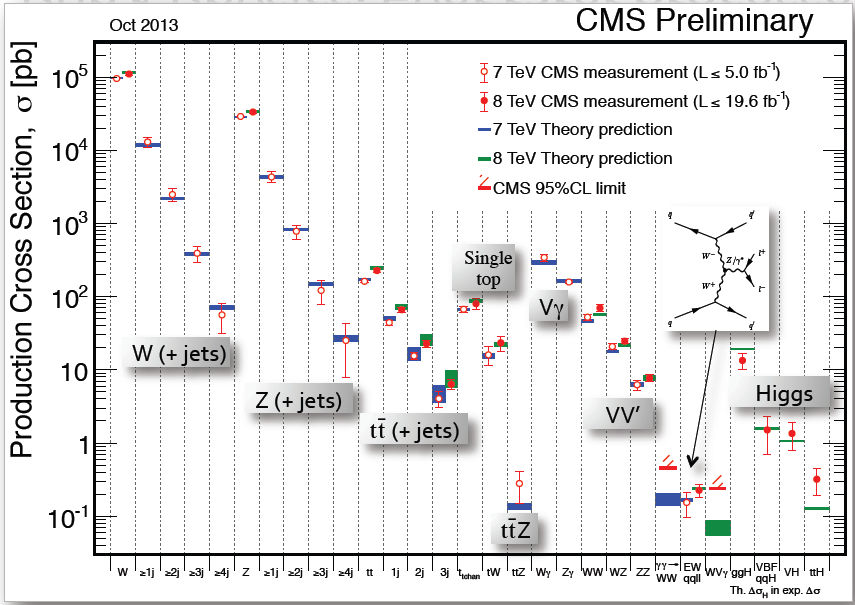 Oct 2013
CMS Preliminary
Production Cross Section, σ [pb]
10⁵
10⁴
10³
10²
10
1
10⁻¹
7 TeV CMS measurement (L ≤ 5.0 fb⁻¹)
8 TeV CMS measurement (L ≤ 19.6 fb⁻¹)
7 TeV Theory prediction
8 TeV Theory prediction
CMS 95%CL limit
q q'
W⁻ Z/γ* l⁺
W⁺ l⁻
q q'
Single
top
Vγ
W (+ jets)
Z (+ jets)
tt̄ (+ jets)
VV′
Higgs
tt̄Z
W ≥1j ≥2j ≥3j ≥4j Z ≥1j ≥2j ≥3j ≥4j tt 1j 2j 3j t_tchan tW ttZ Wγ Zγ WW WZ ZZ γγ→ EW WVγ ggH VBF VH ttH
WW qqll qqH
Th. Δσ_H in exp. Δσ